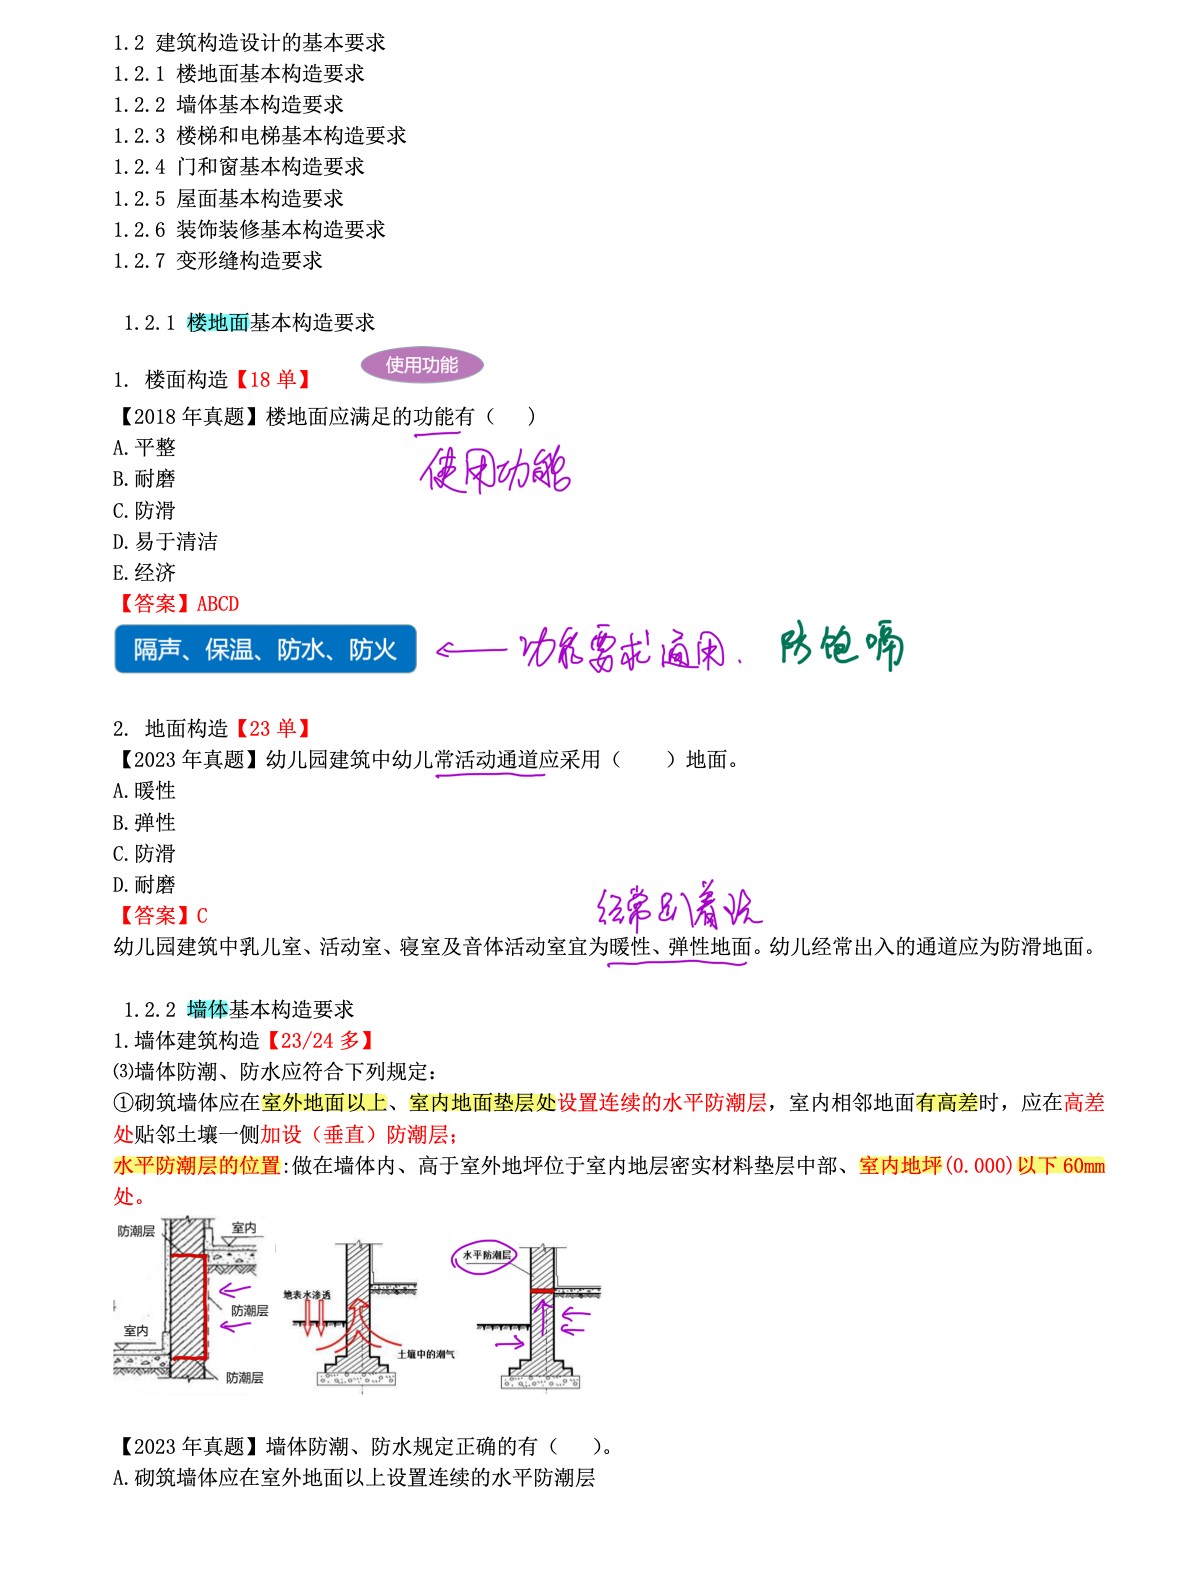 1.2 建筑构造设计的基本要求
1.2.1 楼地面基本构造要求
1.2.2 墙体基本构造要求
1.2.3 楼梯和电梯基本构造要求
1.2.4 门和窗基本构造要求
1.2.5 屋面基本构造要求
1.2.6 装饰装修基本构造要求
1.2.7 变形缝构造要求
1.2.1 楼地面基本构造要求
使用功能
1. 楼面构造【18 单】
【2018 年真题】楼地面应满足的功能有（ ）
A.平整
使用功能
B.耐磨
C.防滑
D.易于清洁
E.经济
【答案】ABCD
隔声、保温、防水、防火 ← 功能要求通用. 防饱嗝
2. 地面构造【23 单】
【2023 年真题】幼儿园建筑中幼儿常活动通道应采用（ ）地面。
A.暖性
B.弹性
C.防滑
D.耐磨
经常趴着玩
【答案】C
幼儿园建筑中乳儿室、活动室、寝室及音体活动室宜为暖性、弹性地面。幼儿经常出入的通道应为防滑地面。
1.2.2 墙体基本构造要求
1.墙体建筑构造【23/24 多】
⑶墙体防潮、防水应符合下列规定：
①砌筑墙体应在室外地面以上、室内地面垫层处设置连续的水平防潮层，室内相邻地面有高差时，应在高差
处贴邻土壤一侧加设（垂直）防潮层；
水平防潮层的位置:做在墙体内、高于室外地坪位于室内地层密实材料垫层中部、室内地坪(0.000)以下 60mm
处。
防潮层
室内
防潮层
室内
防潮层
地表水渗透
土壤中的潮气
水平防潮层
【2023 年真题】墙体防潮、防水规定正确的有（ ）。
A.砌筑墙体应在室外地面以上设置连续的水平防潮层